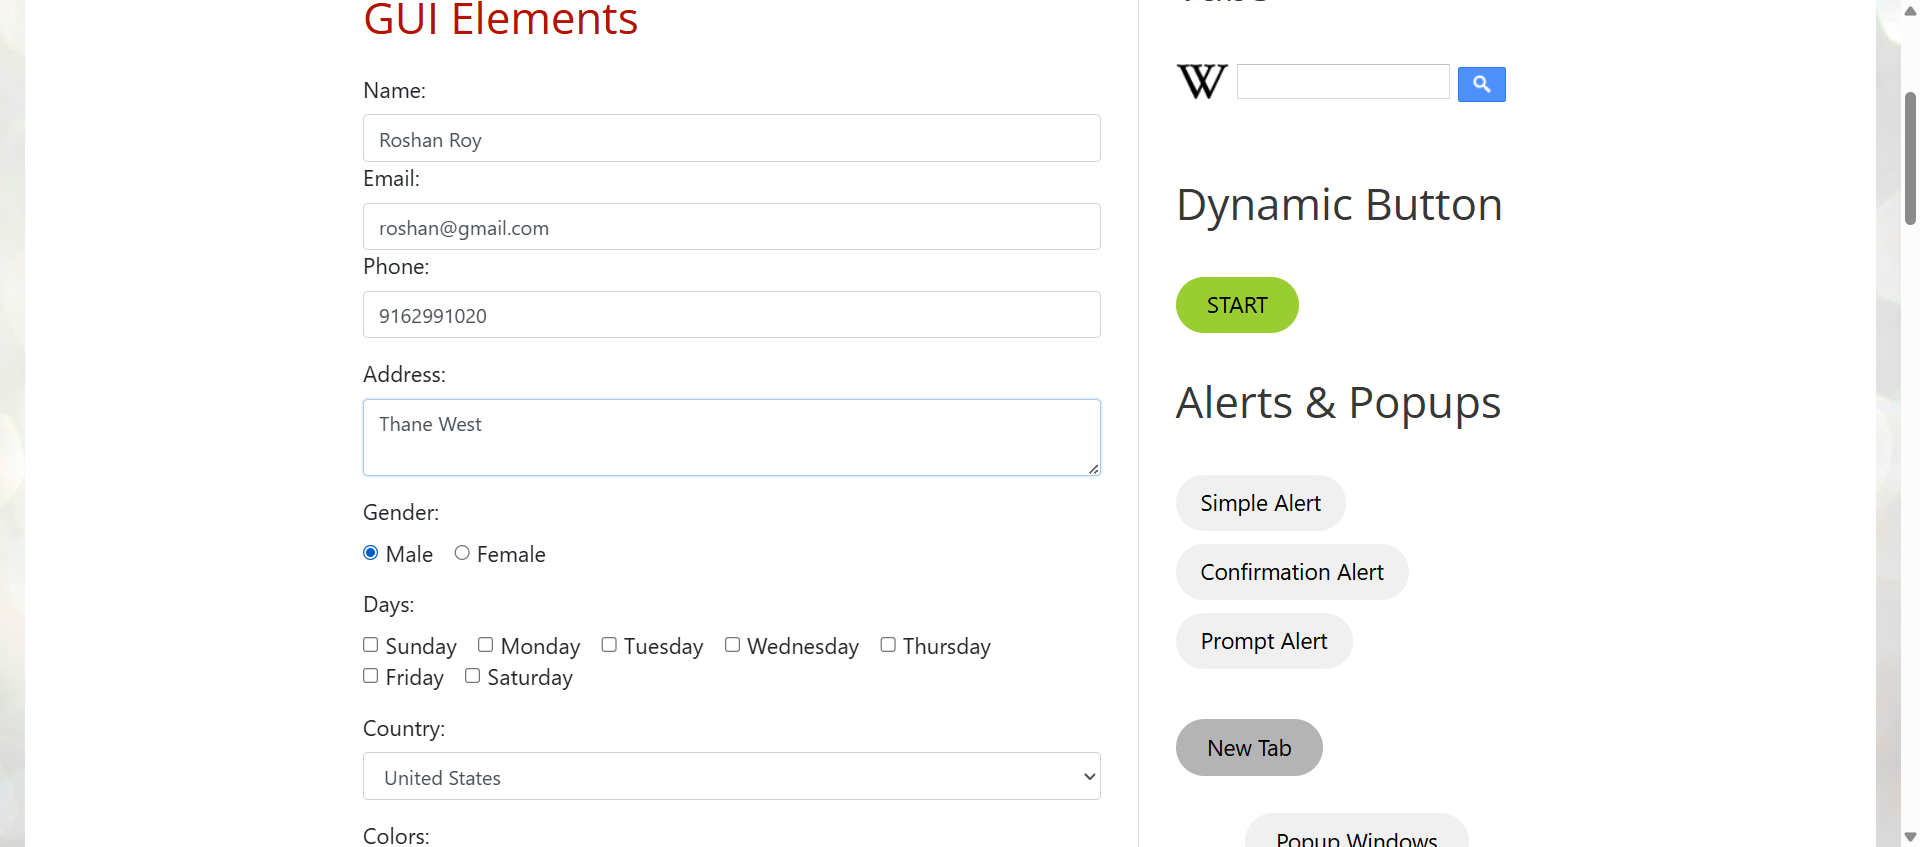 GUI Elements
Name:
Roshan Roy
Email:
roshan@gmail.com
Phone:
9162991020
Address:
Thane West
Gender:
Male Female
Days:
Sunday Monday Tuesday Wednesday Thursday
Friday Saturday
Country:
United States
Colors:
W
Dynamic Button
START
Alerts & Popups
Simple Alert
Confirmation Alert
Prompt Alert
New Tab
Popup Windows